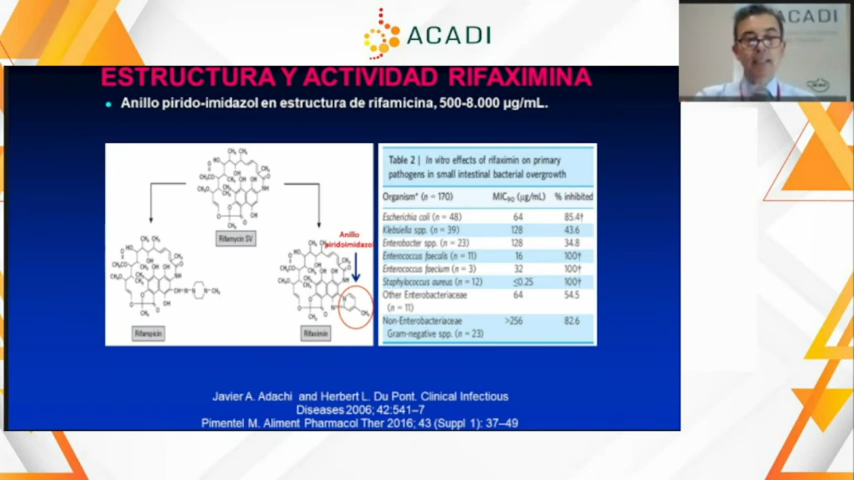 ACADI
ACADI
ESTRUCTURA Y ACTIVIDAD RIFAXIMINA
• Anillo pirido-imidazol en estructura de rifamicina, 500-8.000 µg/mL.
Rifamycin SV
Anillo
piridoimidazol
Rifampicin
Rifaximin
Table 2 | In vitro effects of rifaximin on primary
pathogens in small intestinal bacterial overgrowth
Organism* (n = 170) MIC90 (µg/mL) % inhibited
Escherichia coli (n = 48) 64 85.4†
Klebsiella spp. (n = 39) 128 43.6
Enterobacter spp. (n = 23) 128 34.8
Enterococcus faecalis (n = 11) 16 100†
Enterococcus faecium (n = 3) 32 100†
Staphylococcus aureus (n = 12) ≤0.25 100†
Other Enterobacteriaceae 64 54.5
(n = 11)
Non-Enterobacteriaceae >256 82.6
Gram-negative spp. (n = 23)
Javier A. Adachi and Herbert L. Du Pont. Clinical Infectious
Diseases 2006; 42:541–7
Pimentel M. Aliment Pharmacol Ther 2016; 43 (Suppl 1): 37–49